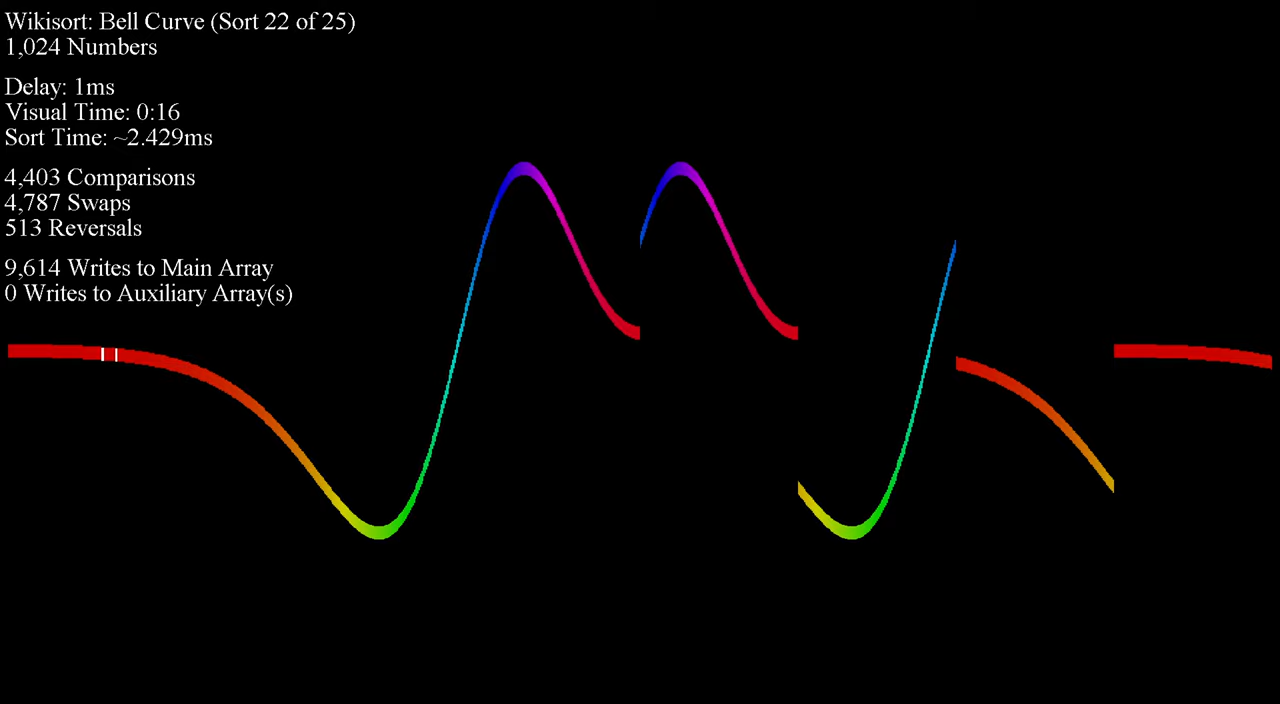 Wikisort: Bell Curve (Sort 22 of 25)
1,024 Numbers
Delay: 1ms
Visual Time: 0:16
Sort Time: ~2.429ms
4,403 Comparisons
4,787 Swaps
513 Reversals
9,614 Writes to Main Array
0 Writes to Auxiliary Array(s)